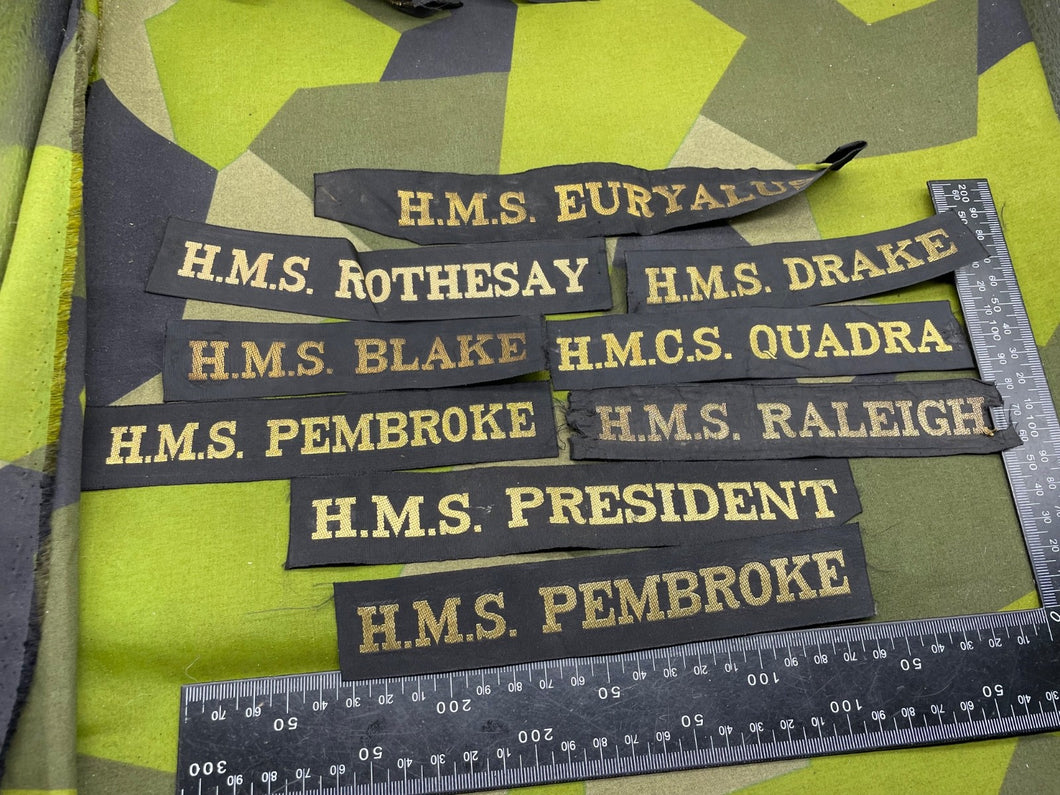 H.M.S. EURYALUS
H.M.S. ROTHESAY
H.M.S. DRAKE
H.M.S. BLAKE
H.M.C.S. QUADRA
H.M.S. PEMBROKE
H.M.S. RALEIGH
H.M.S. PRESIDENT
H.M.S. PEMBROKE